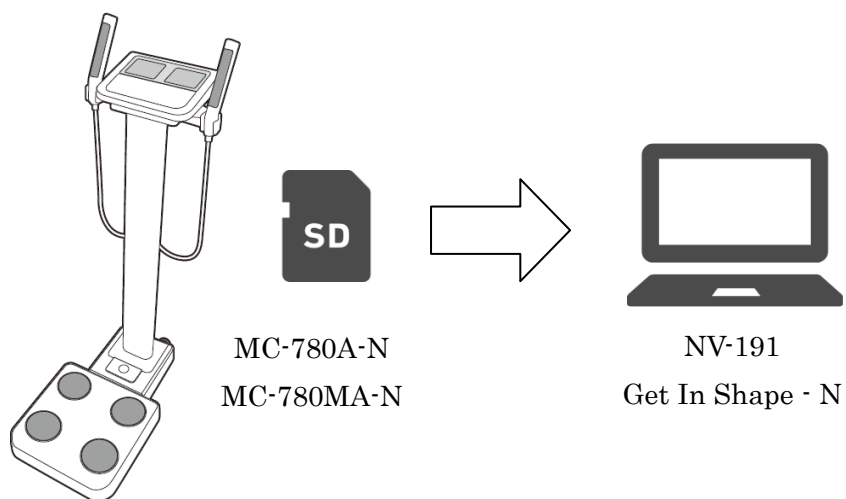 SD
MC-780A-N
MC-780MA-N
NV-191
Get In Shape - N